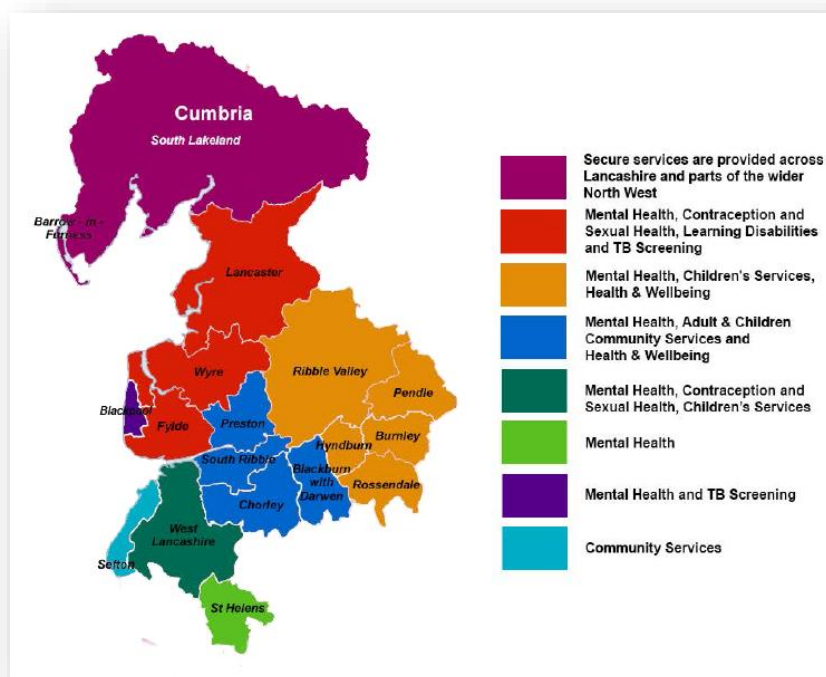 Cumbria
South Lakeland
Barrow - in -
Furness
Lancaster
Wyre
Ribble Valley
Pendle
Blackpool
Fylde
Preston
Burnley
Hyndburn
South Ribble
Blackburn
with
Darwen
Rossendale
Chorley
West
Lancashire
Sefton
St Helens
Secure services are provided across
Lancashire and parts of the wider
North West
Mental Health, Contraception and
Sexual Health, Learning Disabilities
and TB Screening
Mental Health, Children's Services,
Health & Wellbeing
Mental Health, Adult & Children
Community Services and
Health & Wellbeing
Mental Health, Contraception and
Sexual Health, Children's Services
Mental Health
Mental Health and TB Screening
Community Services